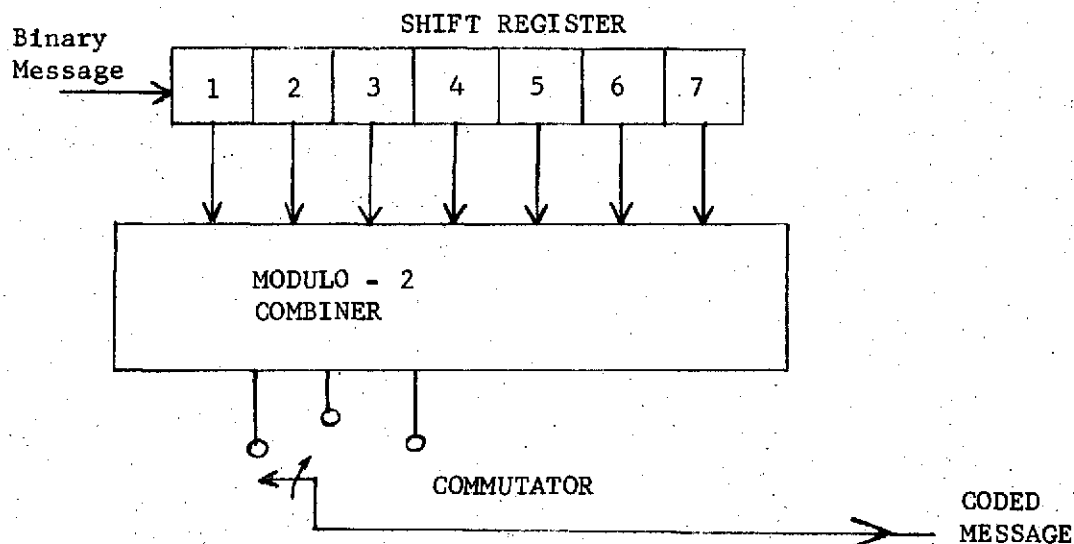 SHIFT REGISTER
Binary
Message
1 2 3 4 5 6 7
MODULO - 2
COMBINER
COMMUTATOR
CODED
MESSAGE